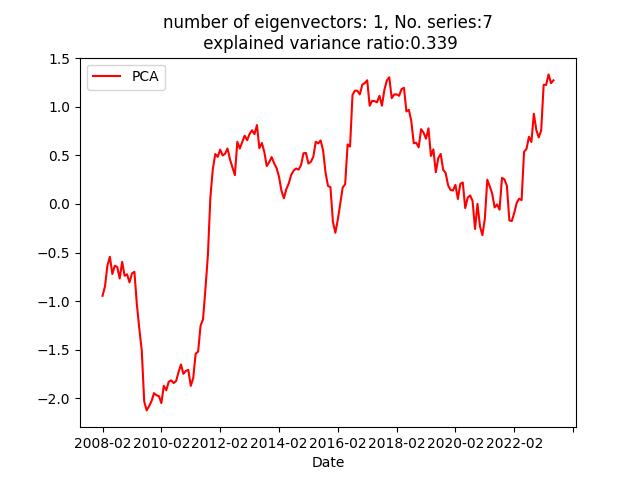 number of eigenvectors: 1, No. series:7
explained variance ratio:0.339
PCA
1.5
1.0
0.5
0.0
−0.5
−1.0
−1.5
−2.0
2008-02 2010-02 2012-02 2014-02 2016-02 2018-02 2020-02 2022-02
Date